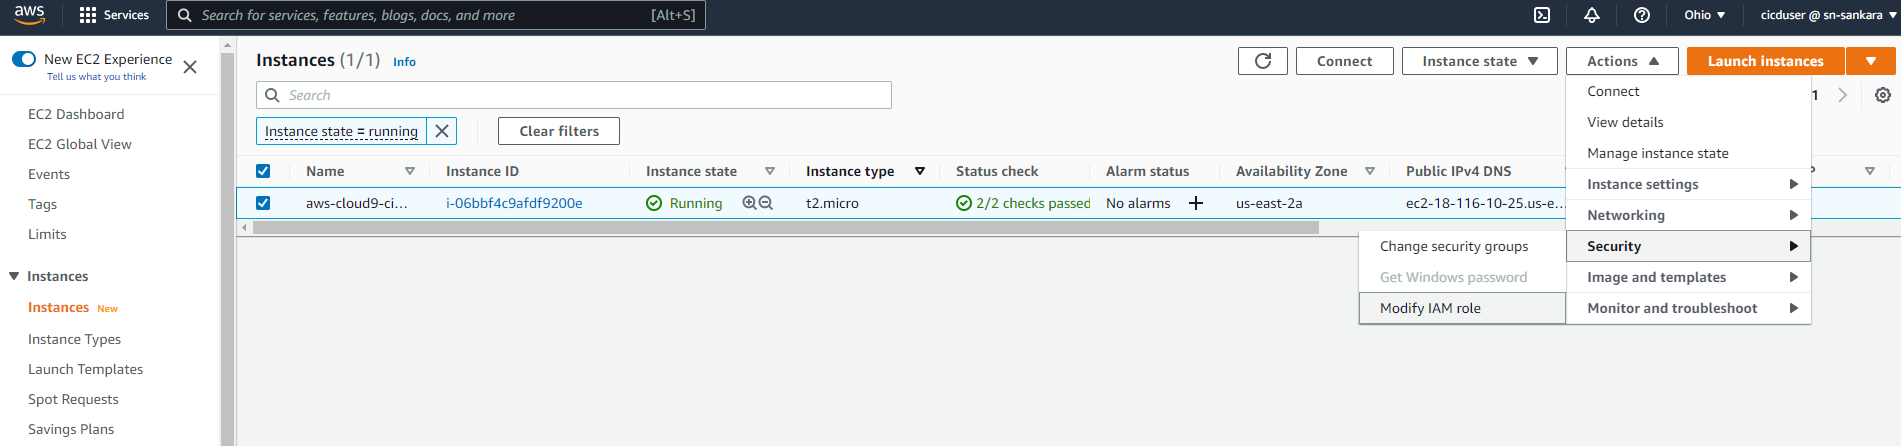 aws
Services
Search for services, features, blogs, docs, and more
[Alt+S]
Ohio ▼
cicduser @ sn-sankara ▼
New EC2 Experience
Tell us what you think
EC2 Dashboard
EC2 Global View
Events
Tags
Limits
Instances
Instances New
Instance Types
Launch Templates
Spot Requests
Savings Plans
Instances (1/1) Info
Connect
Instance state ▼
Actions ▲
Launch instances ▼
Search
1
Instance state = running
Clear filters
Name
Instance ID
Instance state
Instance type
Status check
Alarm status
Availability Zone
Public IPv4 DNS
aws-cloud9-ci...
i-06bbf4c9afdf9200e
Running
t2.micro
2/2 checks passed
No alarms +
us-east-2a
ec2-18-116-10-25.us-e...
Connect
View details
Manage instance state
Instance settings
Networking
Security
Image and templates
Monitor and troubleshoot
Change security groups
Get Windows password
Modify IAM role